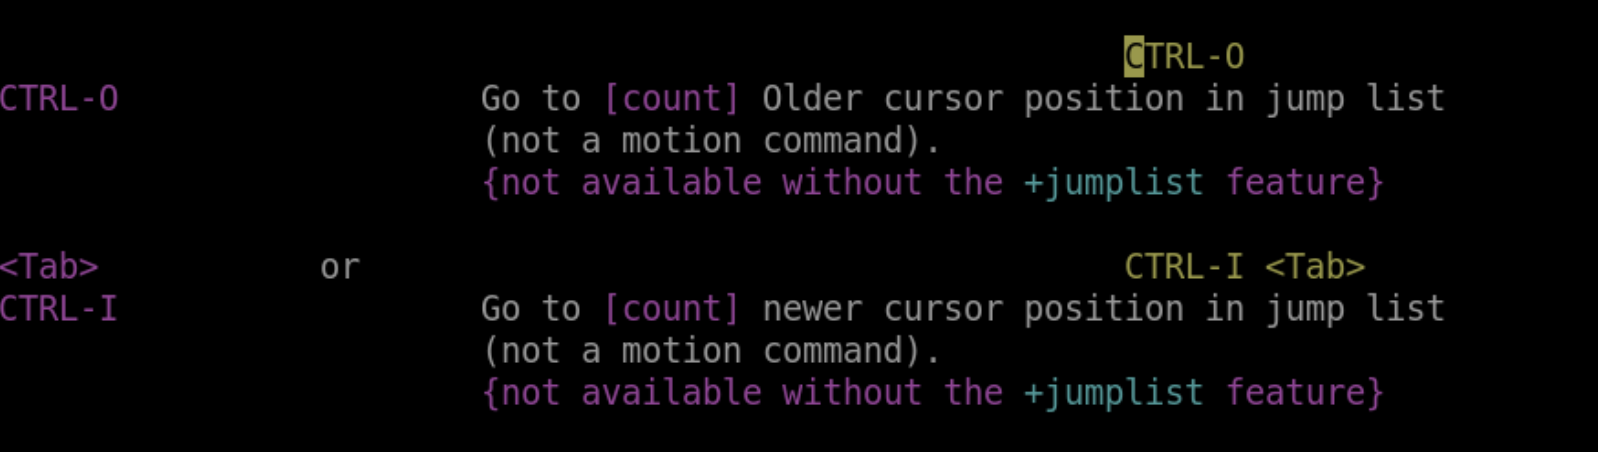 CTRL-O
CTRL-O Go to [count] Older cursor position in jump list
(not a motion command).
{not available without the +jumplist feature}
<Tab> or CTRL-I <Tab>
CTRL-I Go to [count] newer cursor position in jump list
(not a motion command).
{not available without the +jumplist feature}